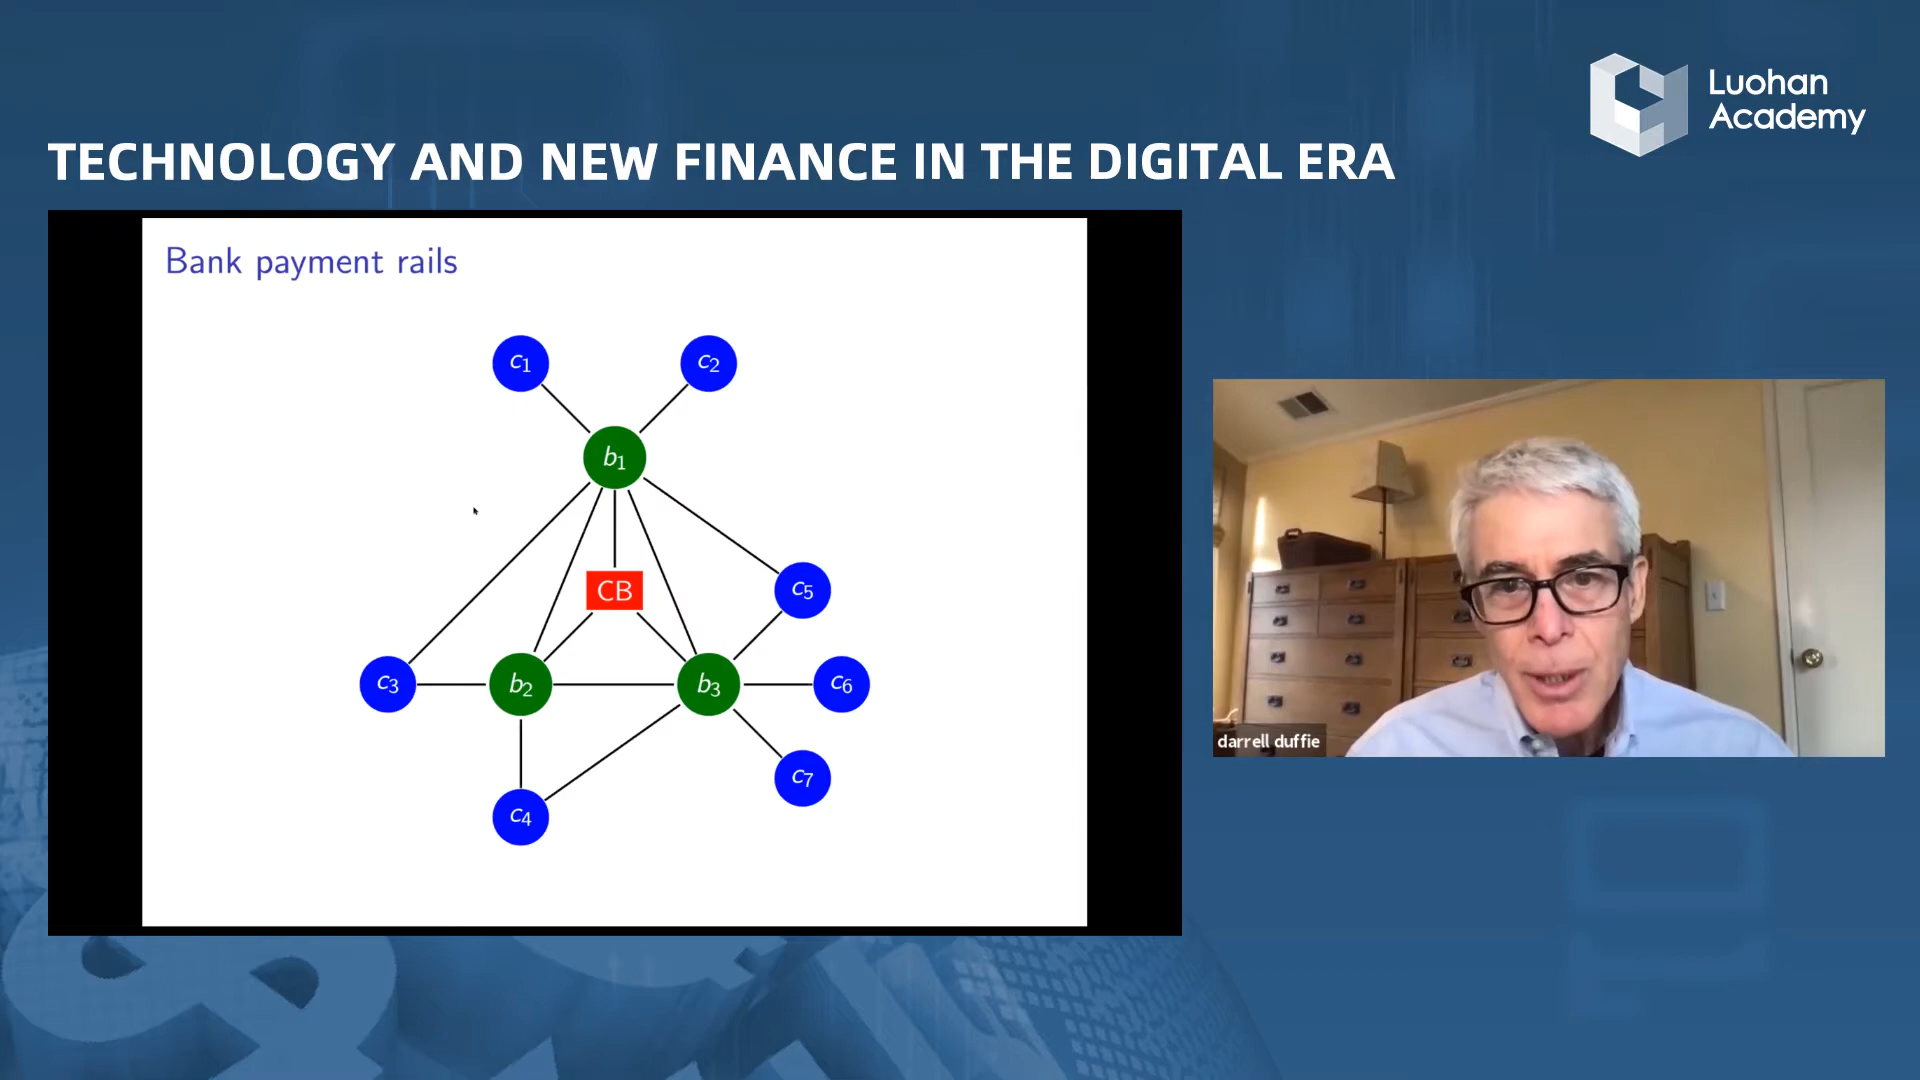 Luohan
Academy
TECHNOLOGY AND NEW FINANCE IN THE DIGITAL ERA
Bank payment rails
c1
c2
b1
CB
c5
c3
b2
b3
c6
c7
c4
darrell duffie